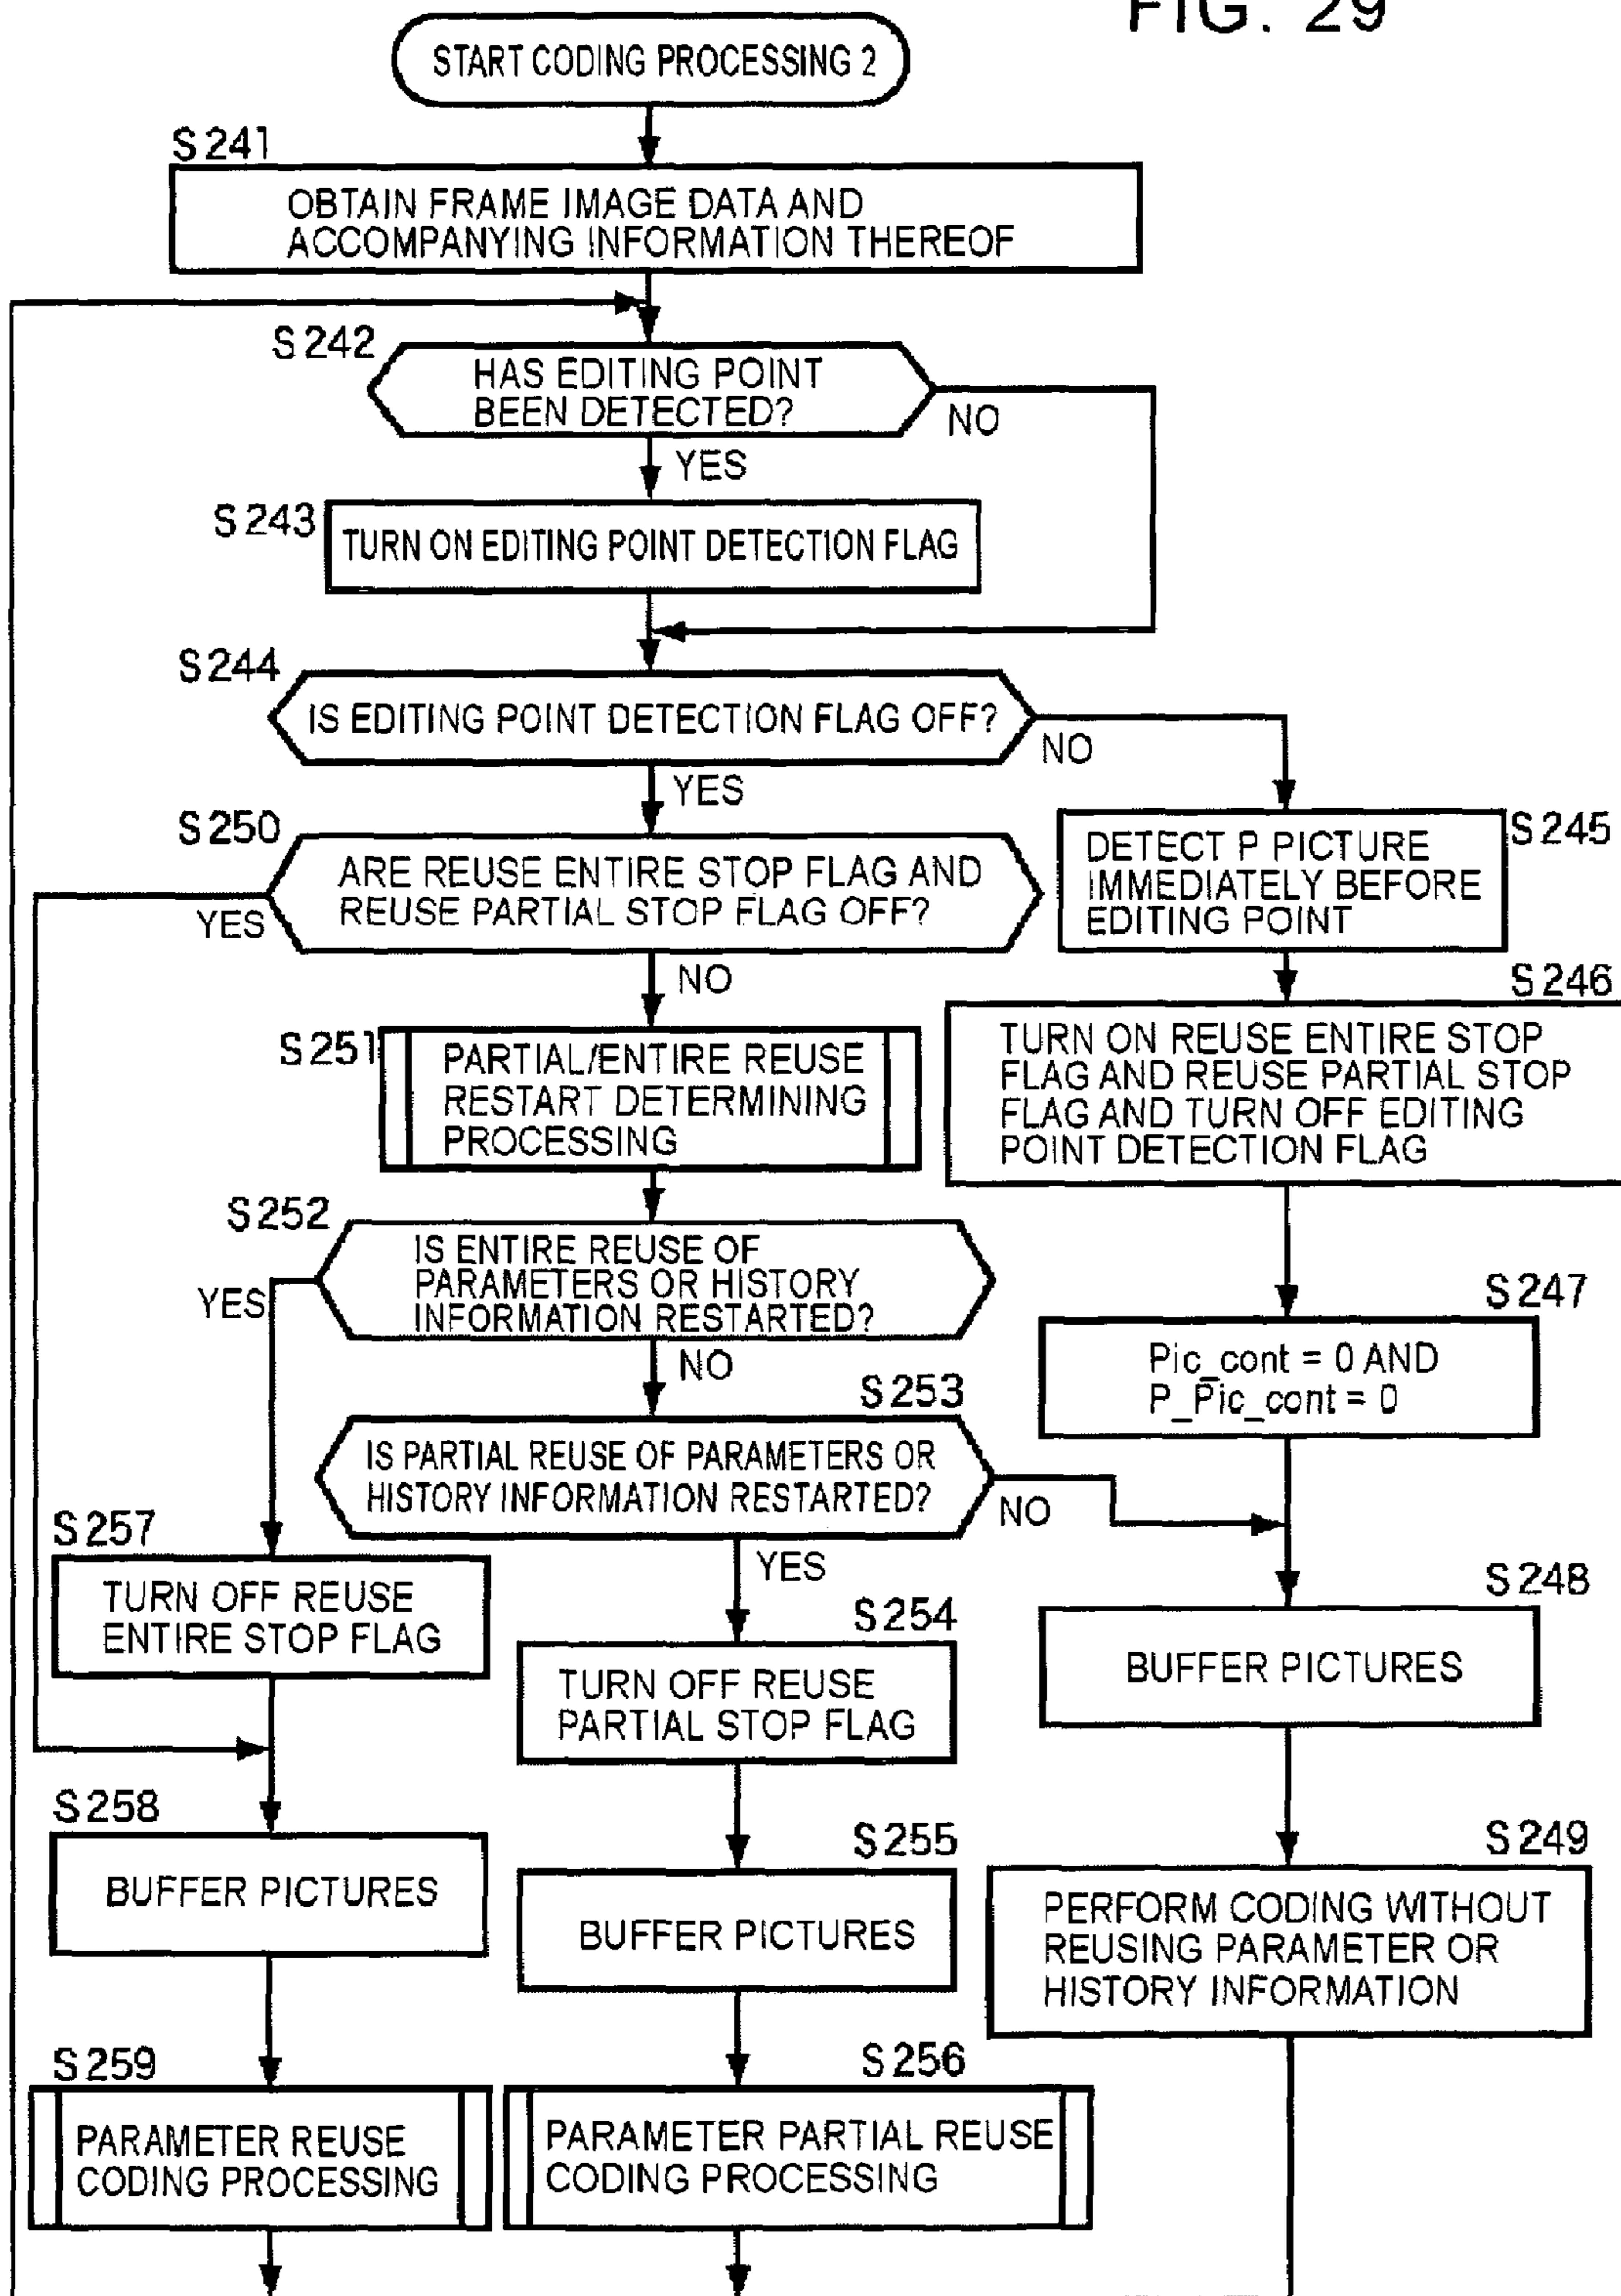 FIG. 29
START CODING PROCESSING 2
S241
OBTAIN FRAME IMAGE DATA AND
ACCOMPANYING INFORMATION THEREOF
S242
HAS EDITING POINT
BEEN DETECTED?
NO
YES
S243
TURN ON EDITING POINT DETECTION FLAG
S244
IS EDITING POINT DETECTION FLAG OFF?
NO
YES
S245
DETECT P PICTURE
IMMEDIATELY BEFORE
EDITING POINT
S250
ARE REUSE ENTIRE STOP FLAG AND
REUSE PARTIAL STOP FLAG OFF?
YES
NO
S246
TURN ON REUSE ENTIRE STOP
FLAG AND REUSE PARTIAL STOP
FLAG AND TURN OFF EDITING
POINT DETECTION FLAG
S251
PARTIAL/ENTIRE REUSE
RESTART DETERMINING
PROCESSING
S252
IS ENTIRE REUSE OF
PARAMETERS OR HISTORY
INFORMATION RESTARTED?
YES
NO
S247
Pic_cont = 0 AND
P_Pic_cont = 0
S253
IS PARTIAL REUSE OF PARAMETERS OR
HISTORY INFORMATION RESTARTED?
NO
YES
S257
TURN OFF REUSE
ENTIRE STOP FLAG
S254
TURN OFF REUSE
PARTIAL STOP FLAG
S248
BUFFER PICTURES
S258
BUFFER PICTURES
S255
BUFFER PICTURES
S249
PERFORM CODING WITHOUT
REUSING PARAMETER OR
HISTORY INFORMATION
S259
PARAMETER REUSE
CODING PROCESSING
S256
PARAMETER PARTIAL REUSE
CODING PROCESSING